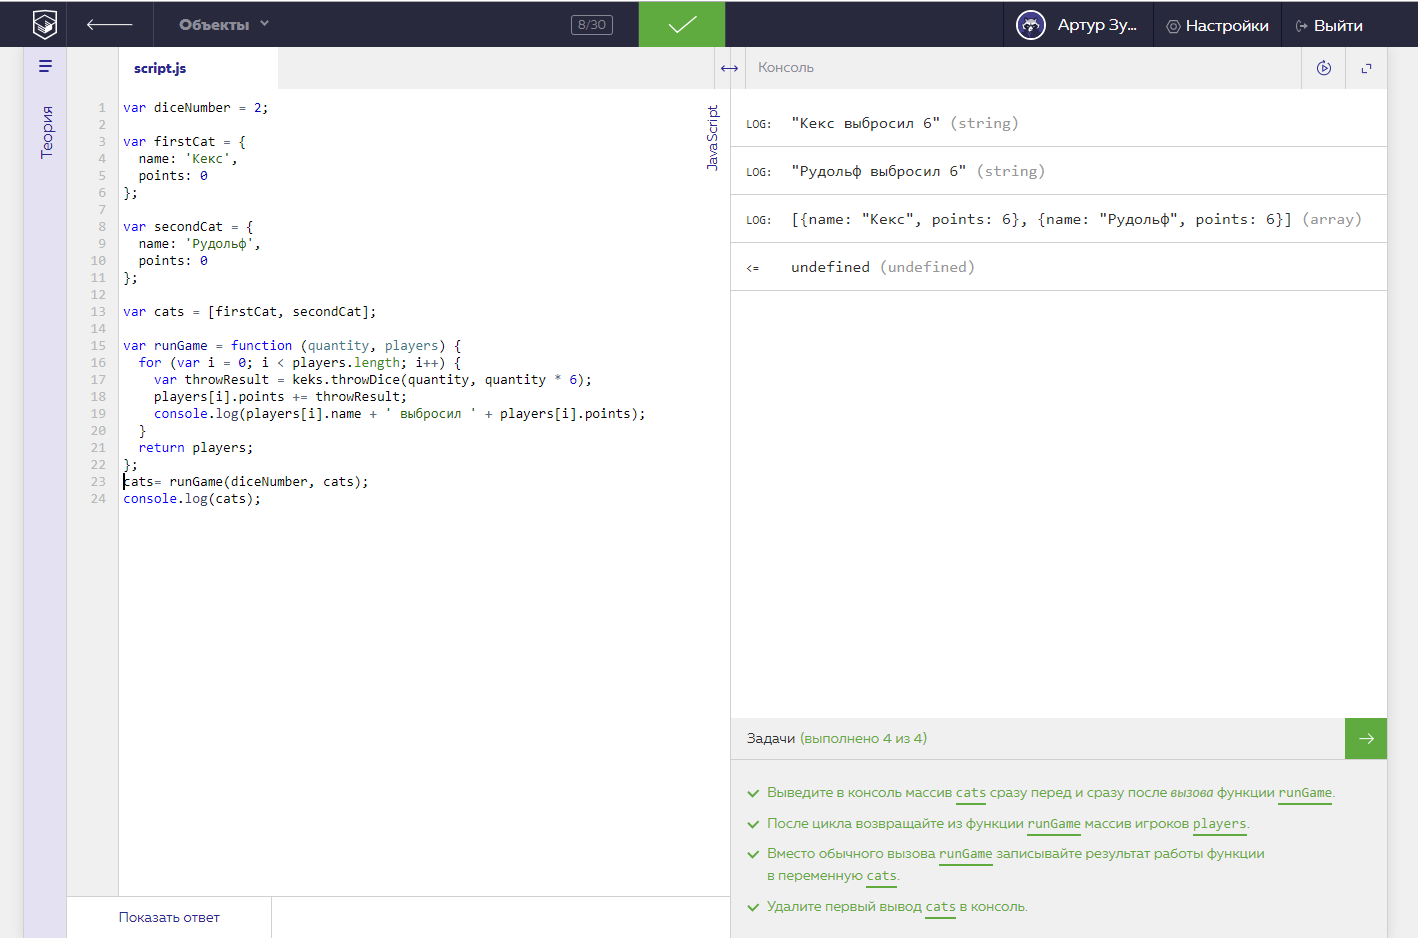 Объекты
8/30
Артур Зу...
Настройки
Выйти
Теория
script.js
JavaScript
1 var diceNumber = 2;
2
3 var firstCat = {
4 name: 'Кекс',
5 points: 0
6 };
7
8 var secondCat = {
9 name: 'Рудольф',
10 points: 0
11 };
12
13 var cats = [firstCat, secondCat];
14
15 var runGame = function (quantity, players) {
16 for (var i = 0; i < players.length; i++) {
17 var throwResult = keks.throwDice(quantity, quantity * 6);
18 players[i].points += throwResult;
19 console.log(players[i].name + ' выбросил ' + players[i].points);
20 }
21 return players;
22 };
23 cats= runGame(diceNumber, cats);
24 console.log(cats);
Показать ответ
Консоль
LOG: "Кекс выбросил 6" (string)
LOG: "Рудольф выбросил 6" (string)
LOG: [{name: "Кекс", points: 6}, {name: "Рудольф", points: 6}] (array)
<= undefined (undefined)
Задачи (выполнено 4 из 4)
Выведите в консоль массив cats сразу перед и сразу после вызова функции runGame.
После цикла возвращайте из функции runGame массив игроков players.
Вместо обычного вызова runGame записывайте результат работы функции
в переменную cats.
Удалите первый вывод cats в консоль.